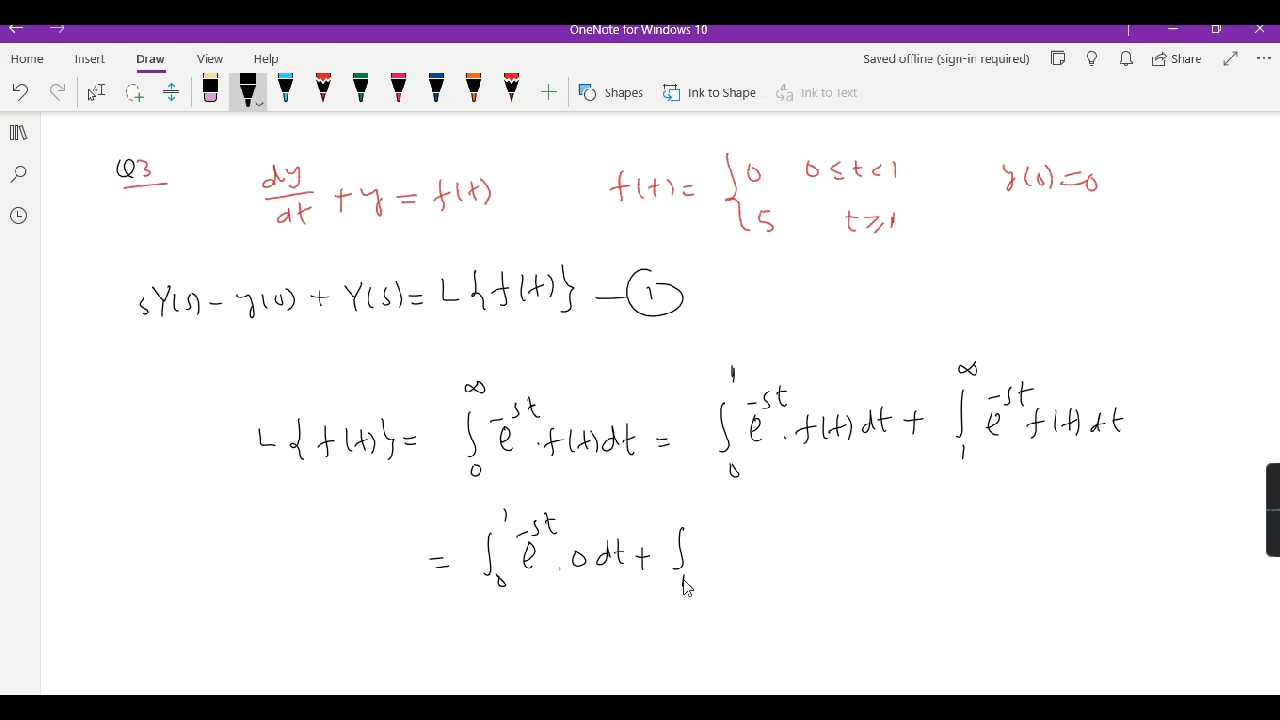 OneNote for Windows 10
Home Insert Draw View Help Saved offline (sign-in required) Share
Shapes Ink to Shape Ink to Text
Q3 dy/dt + y = f(t) f(t) = { 0 0 ≤ t < 1 y(0) = 0
5 t ≥ 1
sY(s) - y(0) + Y(s) = L{f(t)} — ①
L{f(t)} = ∫₀^∞ e^-st . f(t) dt = ∫₀^1 e^-st . f(t) dt + ∫₁^∞ e^-st f(t) dt
= ∫₀^1 e^-st . 0 dt + ∫₁